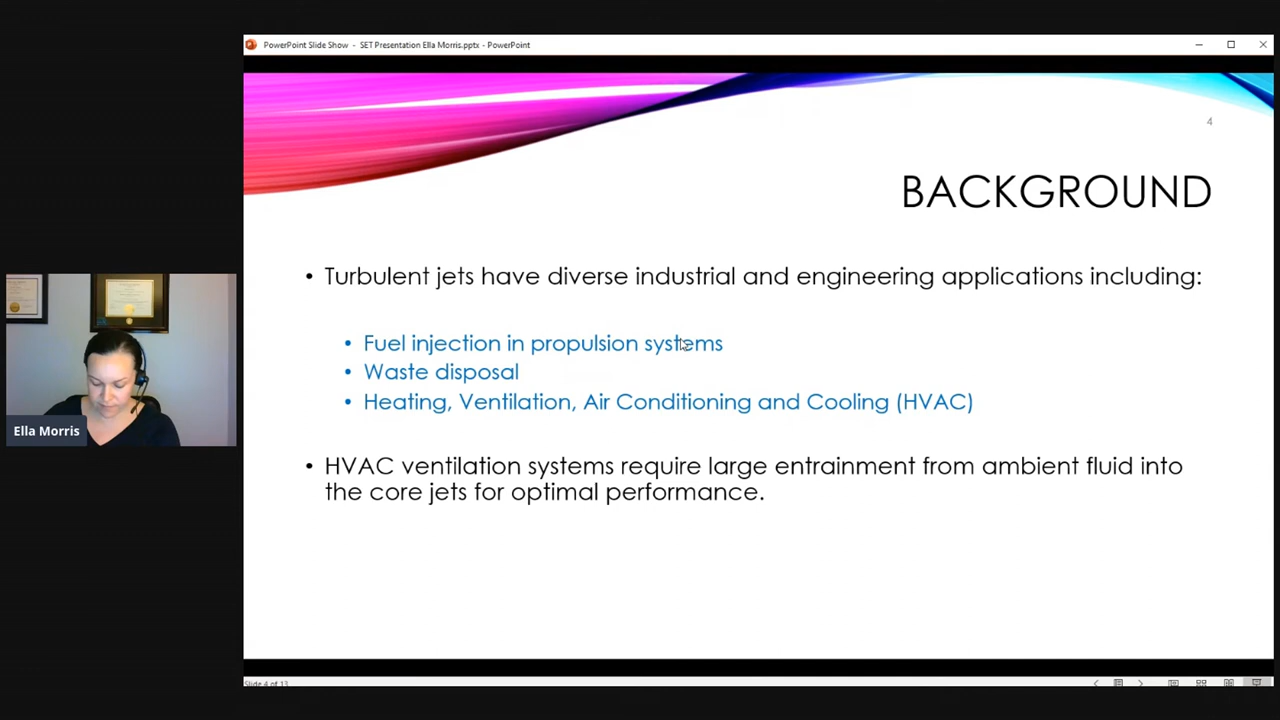 PowerPoint Slide Show - SET Presentation Ella Morris.pptx - PowerPoint
4
BACKGROUND
• Turbulent jets have diverse industrial and engineering applications including:
• Fuel injection in propulsion systems
• Waste disposal
• Heating, Ventilation, Air Conditioning and Cooling (HVAC)
• HVAC ventilation systems require large entrainment from ambient fluid into
the core jets for optimal performance.
Ella Morris
Slide 4 of 13